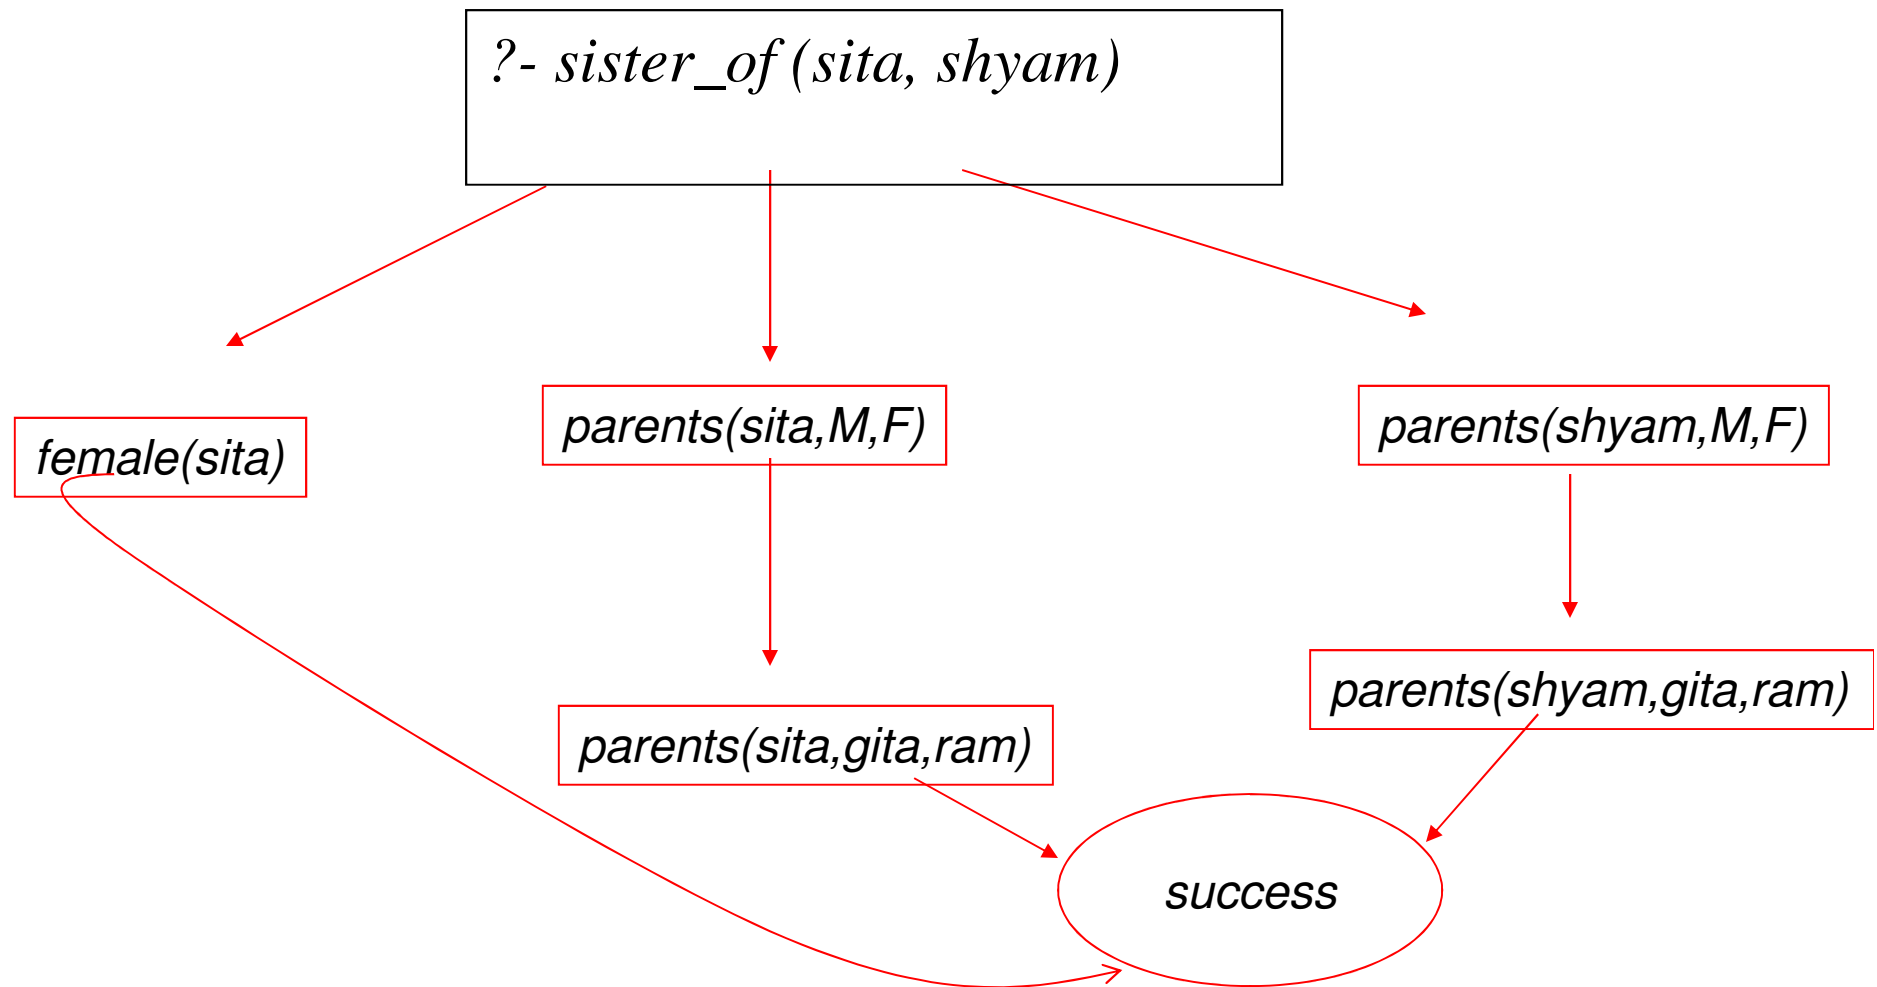 ?- sister_of (sita, shyam)
female(sita)
parents(sita,M,F)
parents(shyam,M,F)
parents(sita,gita,ram)
parents(shyam,gita,ram)
success